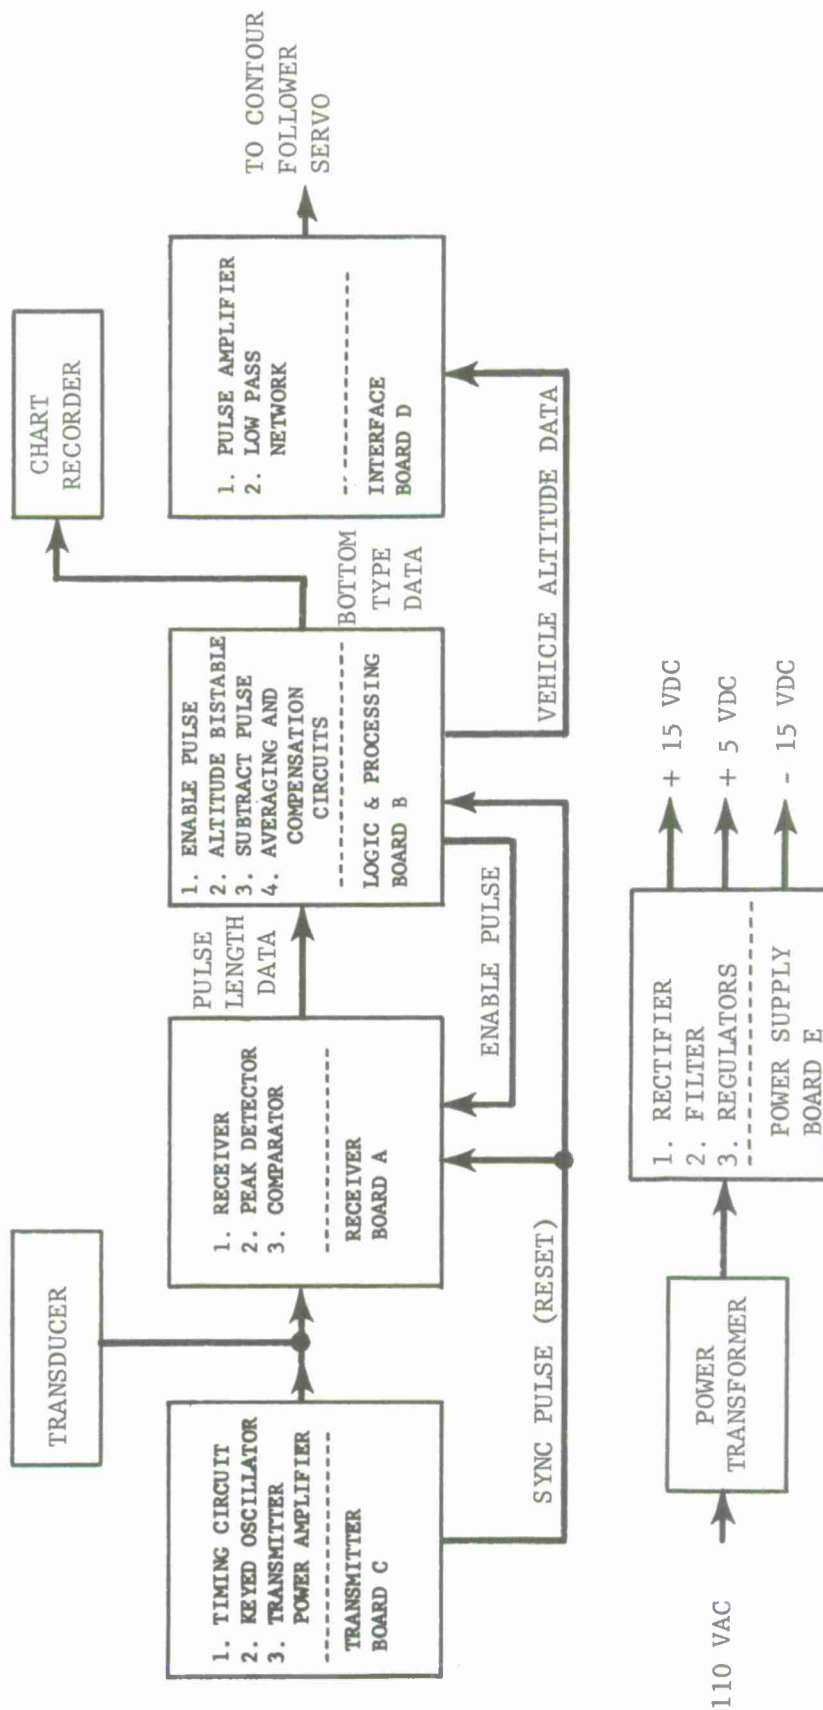 TRANSDUCER
CHART
RECORDER
1. TIMING CIRCUIT
2. KEYED OSCILLATOR
3. TRANSMITTER
POWER AMPLIFIER
TRANSMITTER
BOARD C
1. RECEIVER
2. PEAK DETECTOR
3. COMPARATOR
RECEIVER
BOARD A
PULSE
LENGTH
DATA
1. ENABLE PULSE
2. ALTITUDE BISTABLE
3. SUBTRACT PULSE
4. AVERAGING AND
COMPENSATION
CIRCUITS
LOGIC & PROCESSING
BOARD B
BOTTOM
TYPE
DATA
1. PULSE AMPLIFIER
2. LOW PASS
NETWORK
INTERFACE
BOARD D
TO CONTOUR
FOLLOWER
SERVO
ENABLE PULSE
SYNC PULSE (RESET)
VEHICLE ALTITUDE DATA
110 VAC
POWER
TRANSFORMER
1. RECTIFIER
2. FILTER
3. REGULATORS
POWER SUPPLY
BOARD E
+ 15 VDC
+ 5 VDC
- 15 VDC